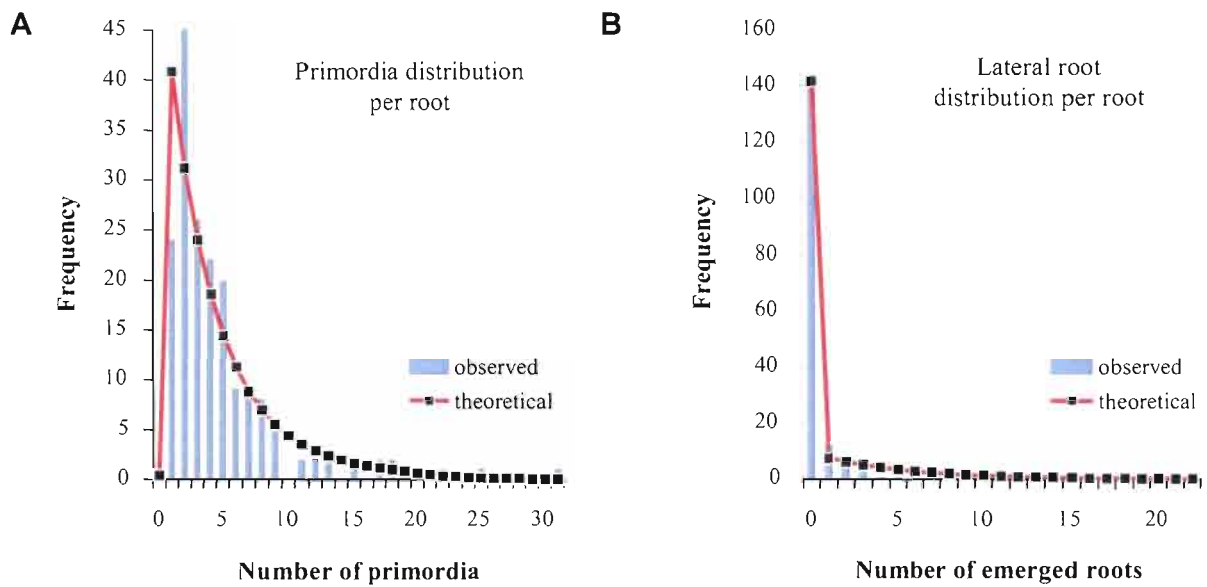 A
Primordia distribution
per root
Frequency
45
40
35
30
25
20
15
10
5
0
observed
theoretical
0 5 10 15 20 25 30
Number of primordia
B
Lateral root
distribution per root
Frequency
160
140
120
100
80
60
40
20
0
observed
theoretical
0 5 10 15 20
Number of emerged roots